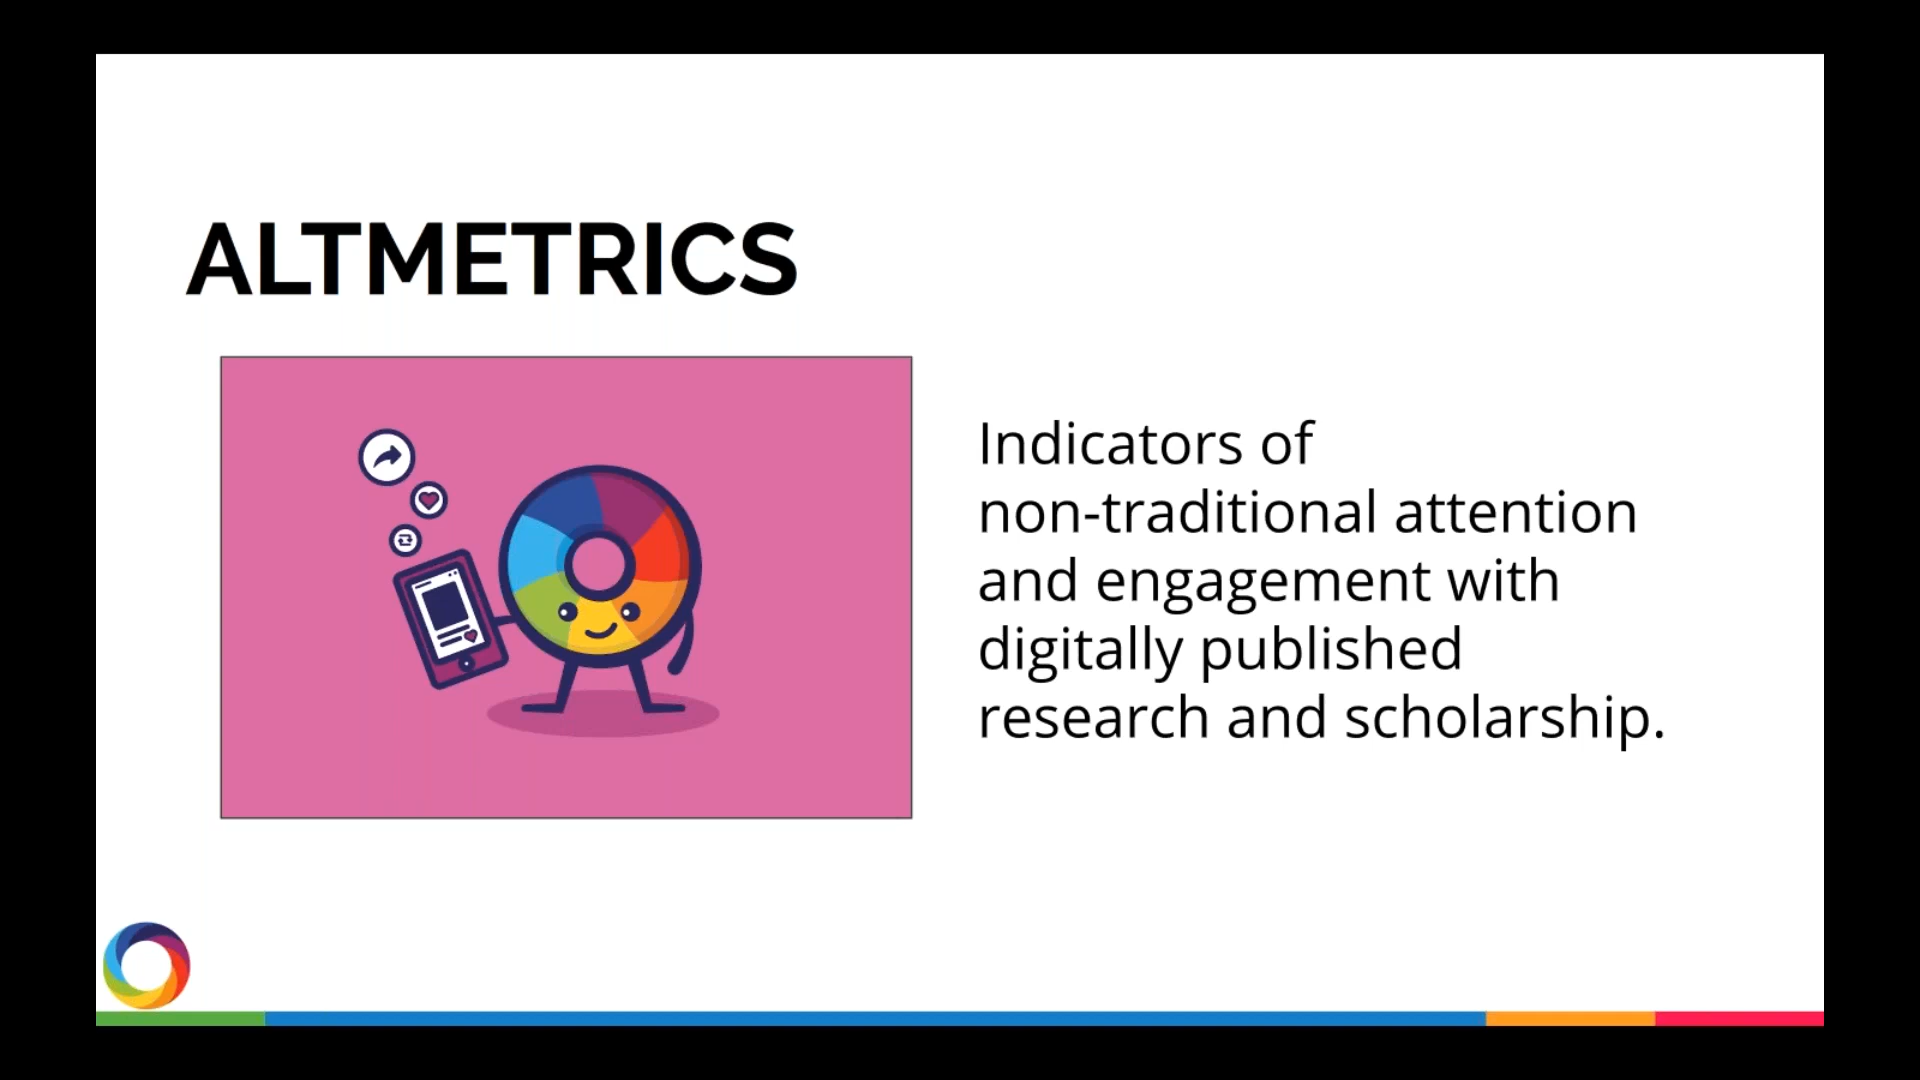 ALTMETRICS
Indicators of
non-traditional attention
and engagement with
digitally published
research and scholarship.